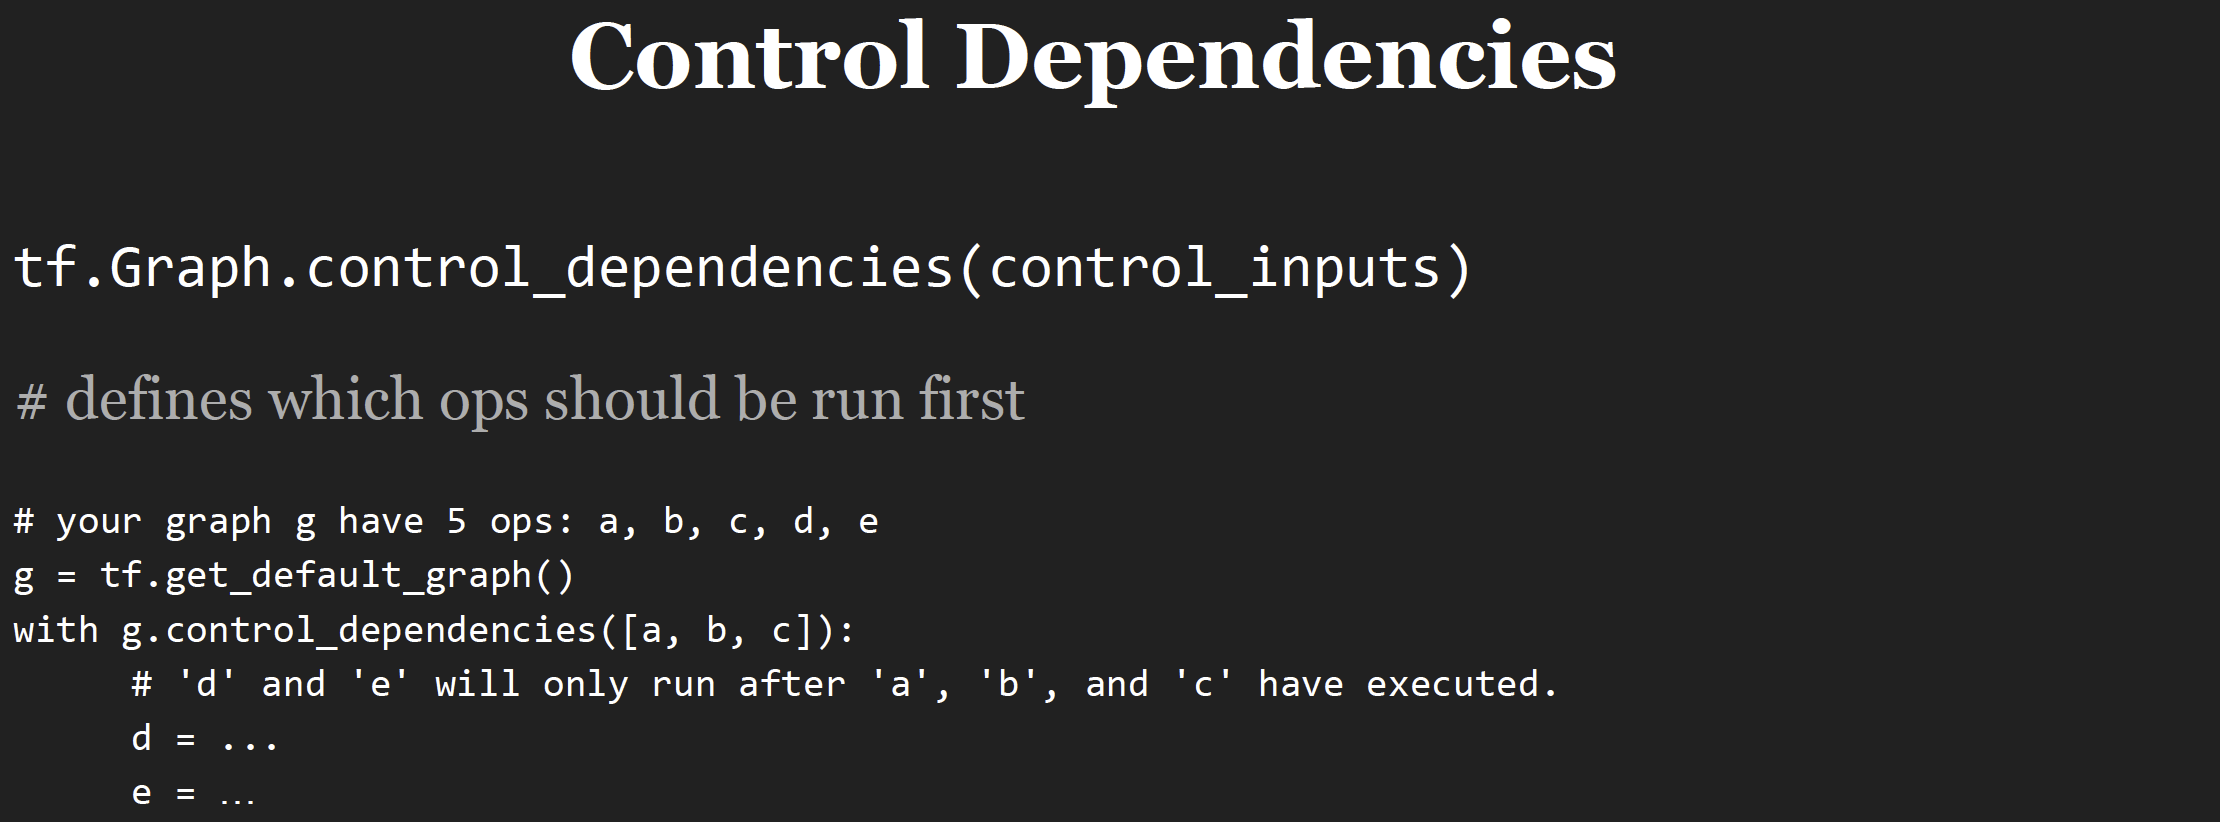 Control Dependencies
tf.Graph.control_dependencies(control_inputs)
# defines which ops should be run first
# your graph g have 5 ops: a, b, c, d, e
g = tf.get_default_graph()
with g.control_dependencies([a, b, c]):
# 'd' and 'e' will only run after 'a', 'b', and 'c' have executed.
d = ...
e = …